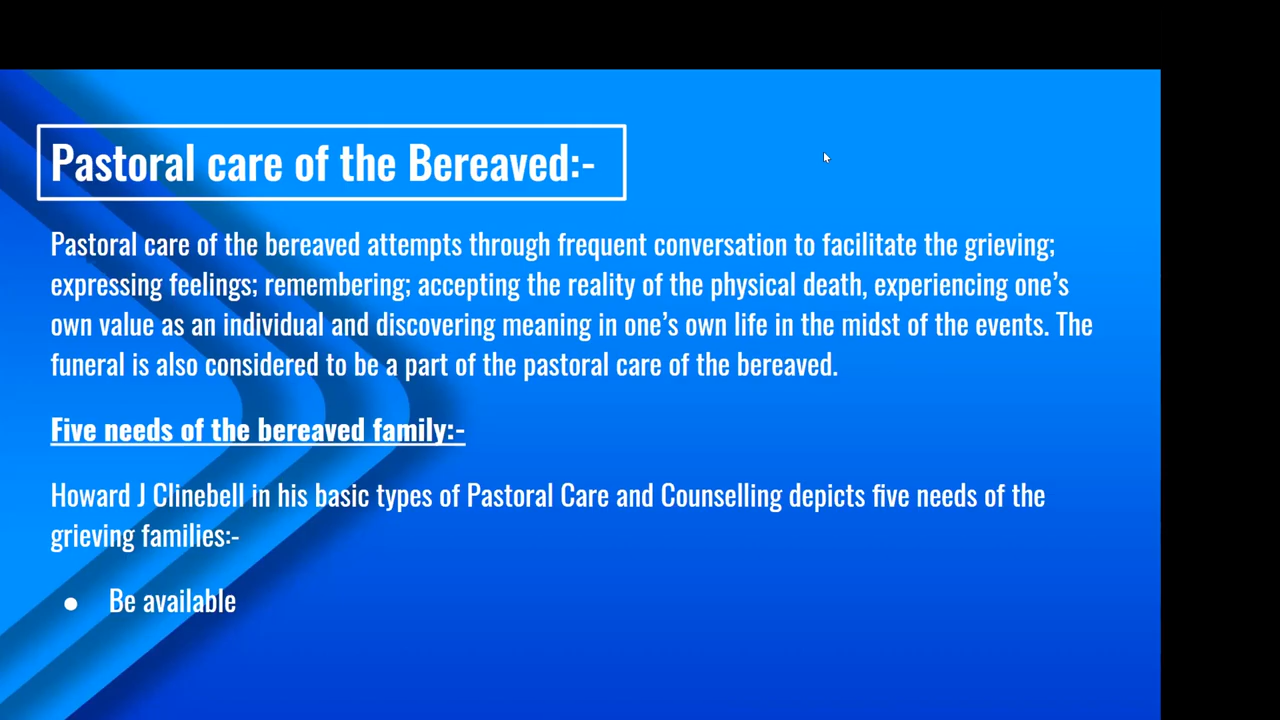 Pastoral care of the Bereaved:-
Pastoral care of the bereaved attempts through frequent conversation to facilitate the grieving;
expressing feelings; remembering; accepting the reality of the physical death, experiencing one’s
own value as an individual and discovering meaning in one’s own life in the midst of the events. The
funeral is also considered to be a part of the pastoral care of the bereaved.
Five needs of the bereaved family:-
Howard J Clinebell in his basic types of Pastoral Care and Counselling depicts five needs of the
grieving families:-
● Be available